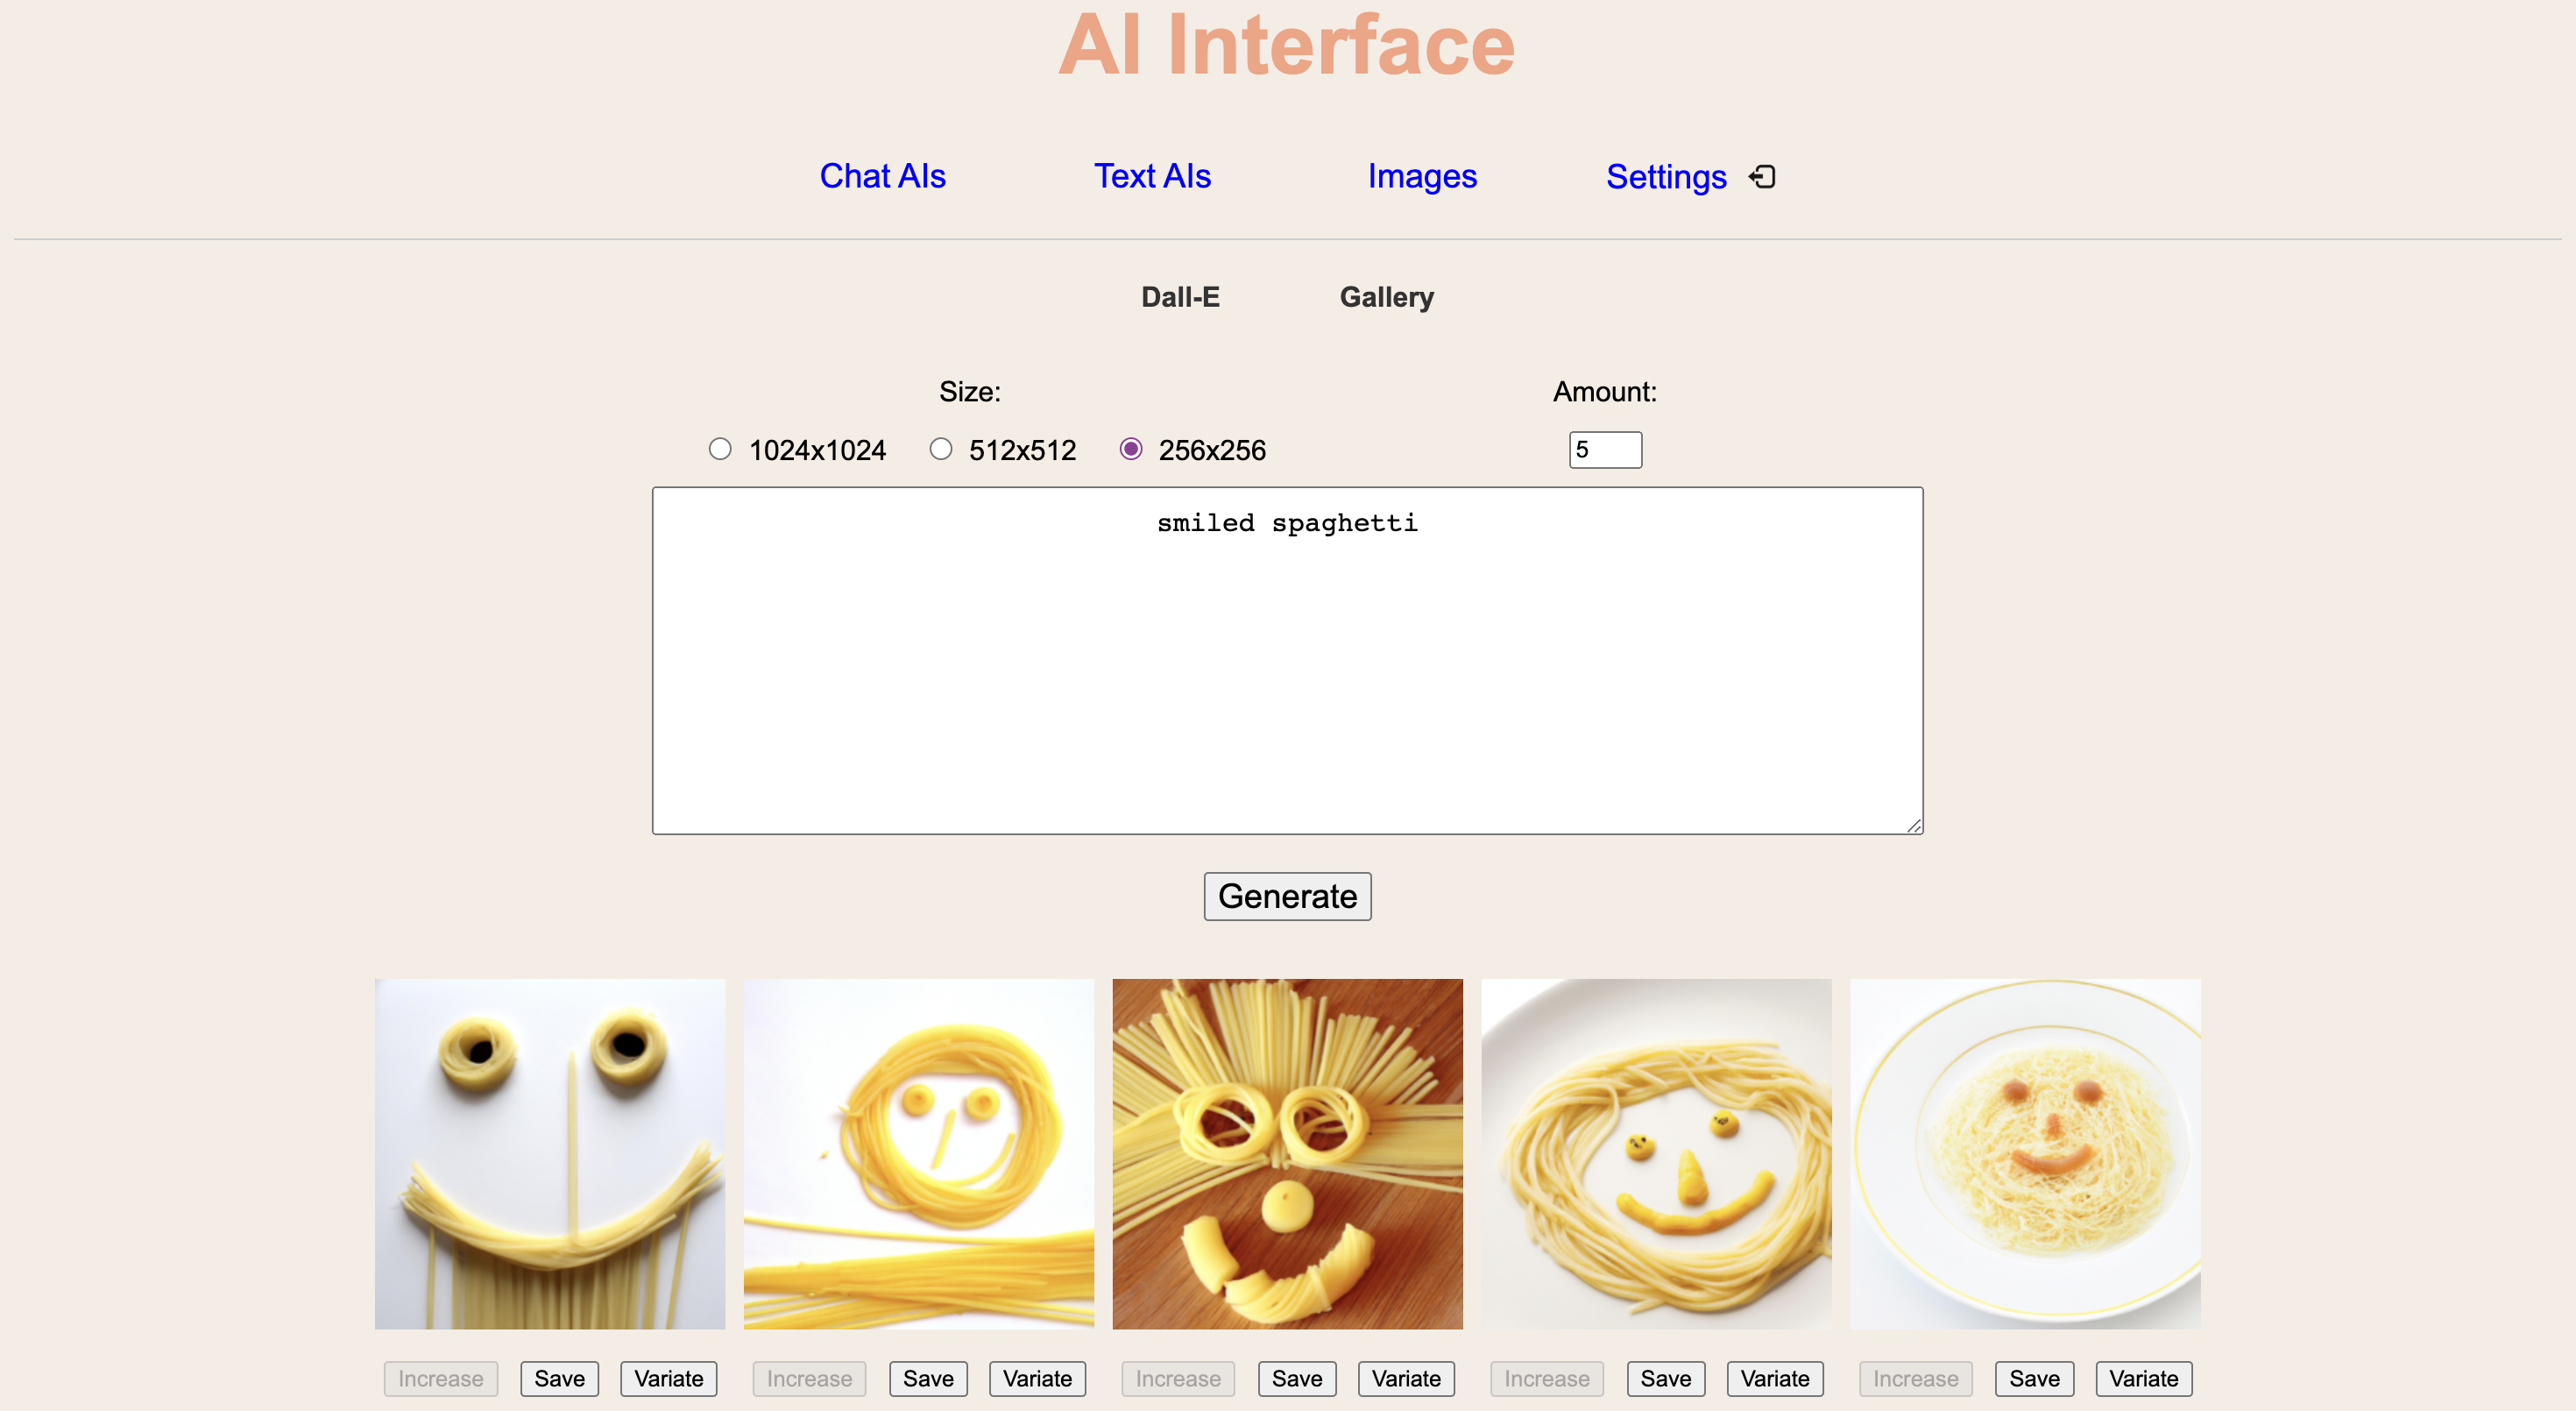 AI Interface
Chat AIs Text AIs Images Settings
Dall-E Gallery
Size: Amount:
1024x1024 512x512 256x256 5
smiled spaghetti
Generate
Increase Save Variate Increase Save Variate Increase Save Variate Increase Save Variate Increase Save Variate